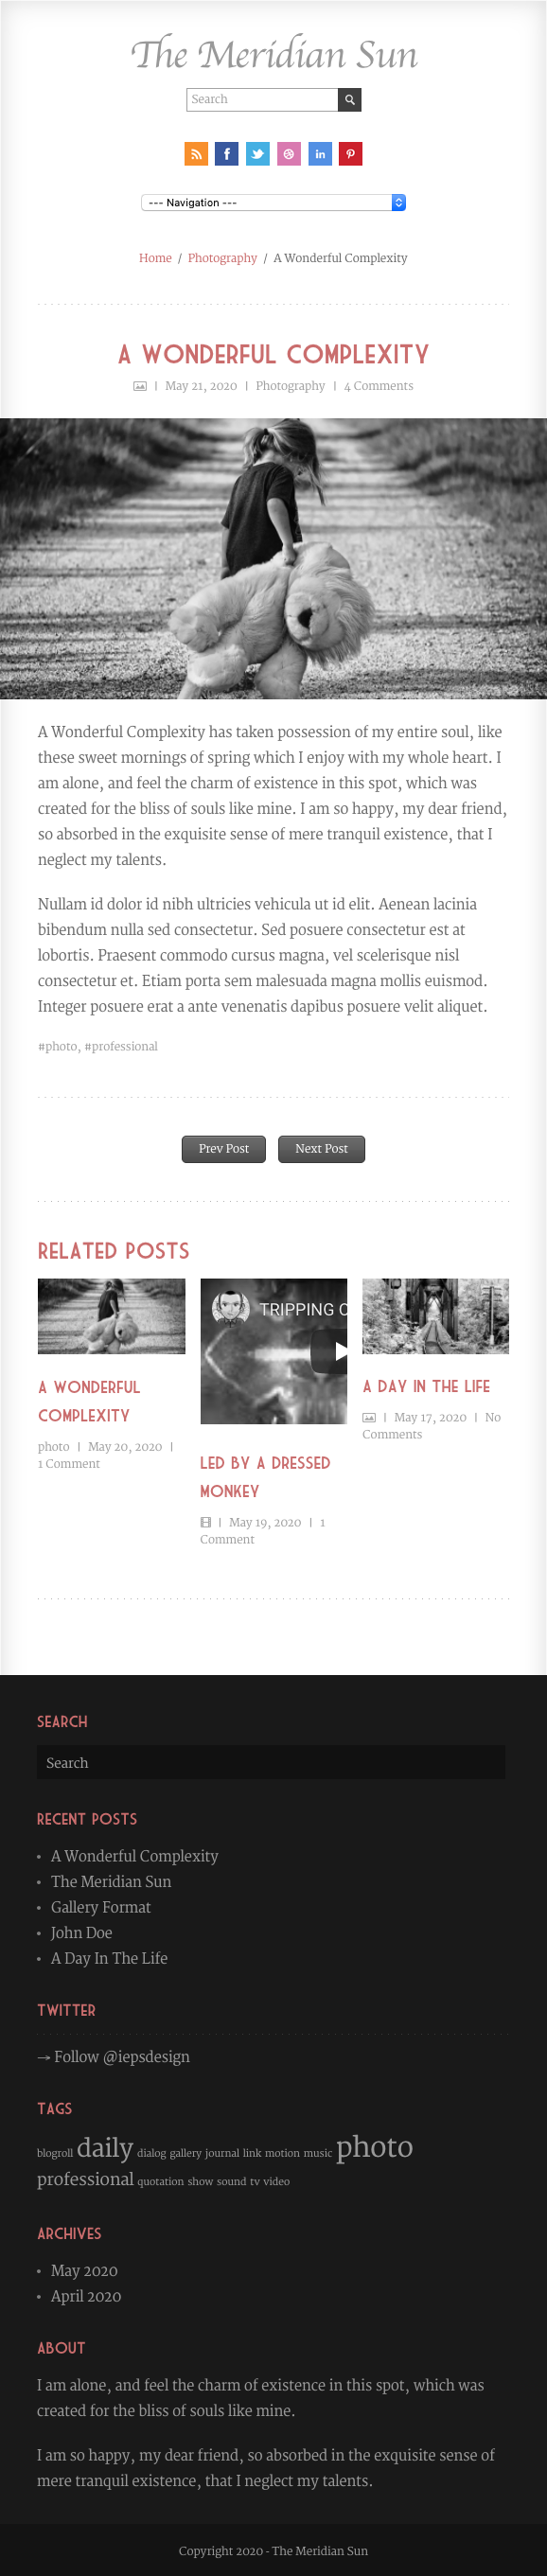 The Meridian Sun
Search
--- Navigation ---
Home / Photography / A Wonderful Complexity
A WONDERFUL COMPLEXITY
| May 21, 2020 | Photography | 4 Comments
A Wonderful Complexity has taken possession of my entire soul, like
these sweet mornings of spring which I enjoy with my whole heart. I
am alone, and feel the charm of existence in this spot, which was
created for the bliss of souls like mine. I am so happy, my dear friend,
so absorbed in the exquisite sense of mere tranquil existence, that I
neglect my talents.
Nullam id dolor id nibh ultricies vehicula ut id elit. Aenean lacinia
bibendum nulla sed consectetur. Sed posuere consectetur est at
lobortis. Praesent commodo cursus magna, vel scelerisque nisl
consectetur et. Etiam porta sem malesuada magna mollis euismod.
Integer posuere erat a ante venenatis dapibus posuere velit aliquet.
#photo, #professional
Prev Post
Next Post
RELATED POSTS
A WONDERFUL
COMPLEXITY
photo | May 20, 2020 |
1 Comment
TRIPPING C
LED BY A DRESSED
MONKEY
| May 19, 2020 | 1
Comment
A DAY IN THE LIFE
| May 17, 2020 | No
Comments
SEARCH
Search
RECENT POSTS
• A Wonderful Complexity
• The Meridian Sun
• Gallery Format
• John Doe
• A Day In The Life
TWITTER
→ Follow @iepsdesign
TAGS
blogroll daily dialog gallery journal link motion music photo
professional quotation show sound tv video
ARCHIVES
• May 2020
• April 2020
ABOUT
I am alone, and feel the charm of existence in this spot, which was
created for the bliss of souls like mine.
I am so happy, my dear friend, so absorbed in the exquisite sense of
mere tranquil existence, that I neglect my talents.
Copyright 2020 - The Meridian Sun